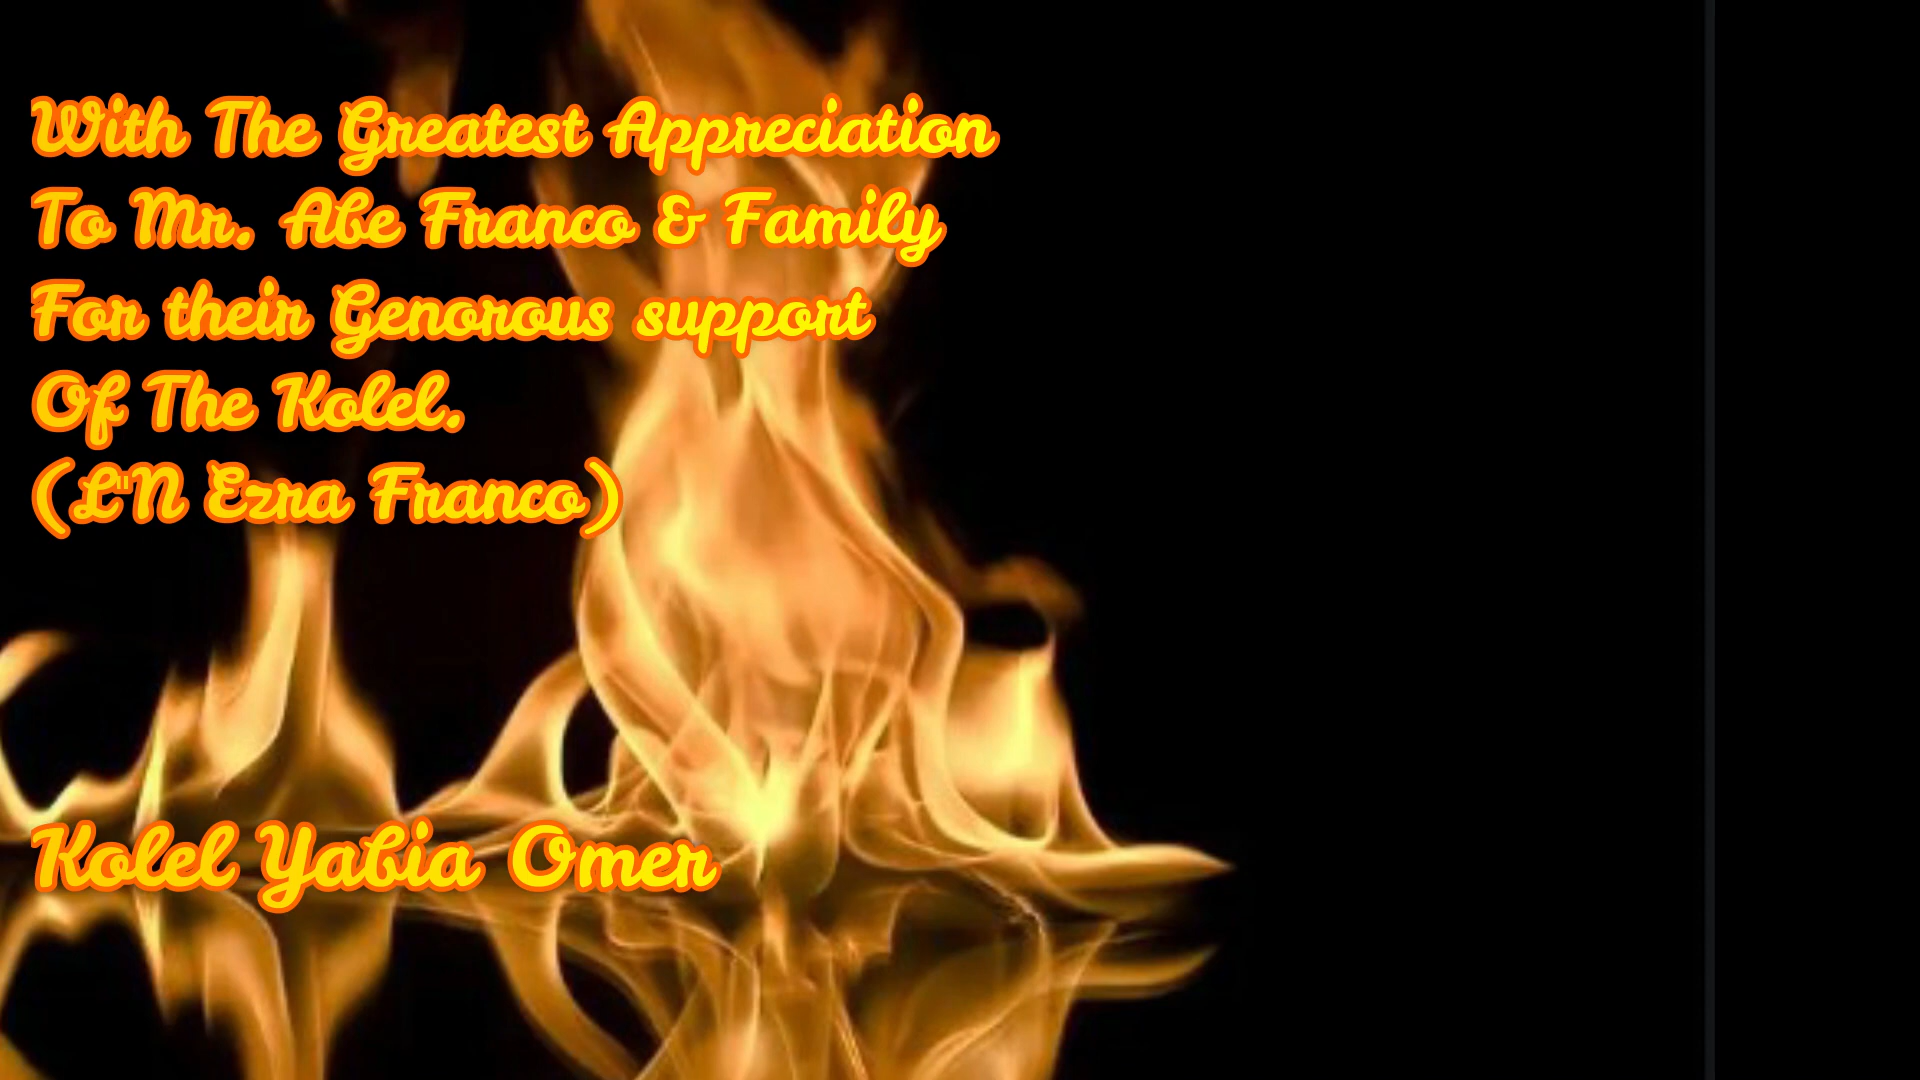 With The Greatest Appreciation
To Mr. Abe Franco & Family
For their Genorous support
Of The Kolel.
(L"N Ezra Franco)
Kolel Yabia Omer